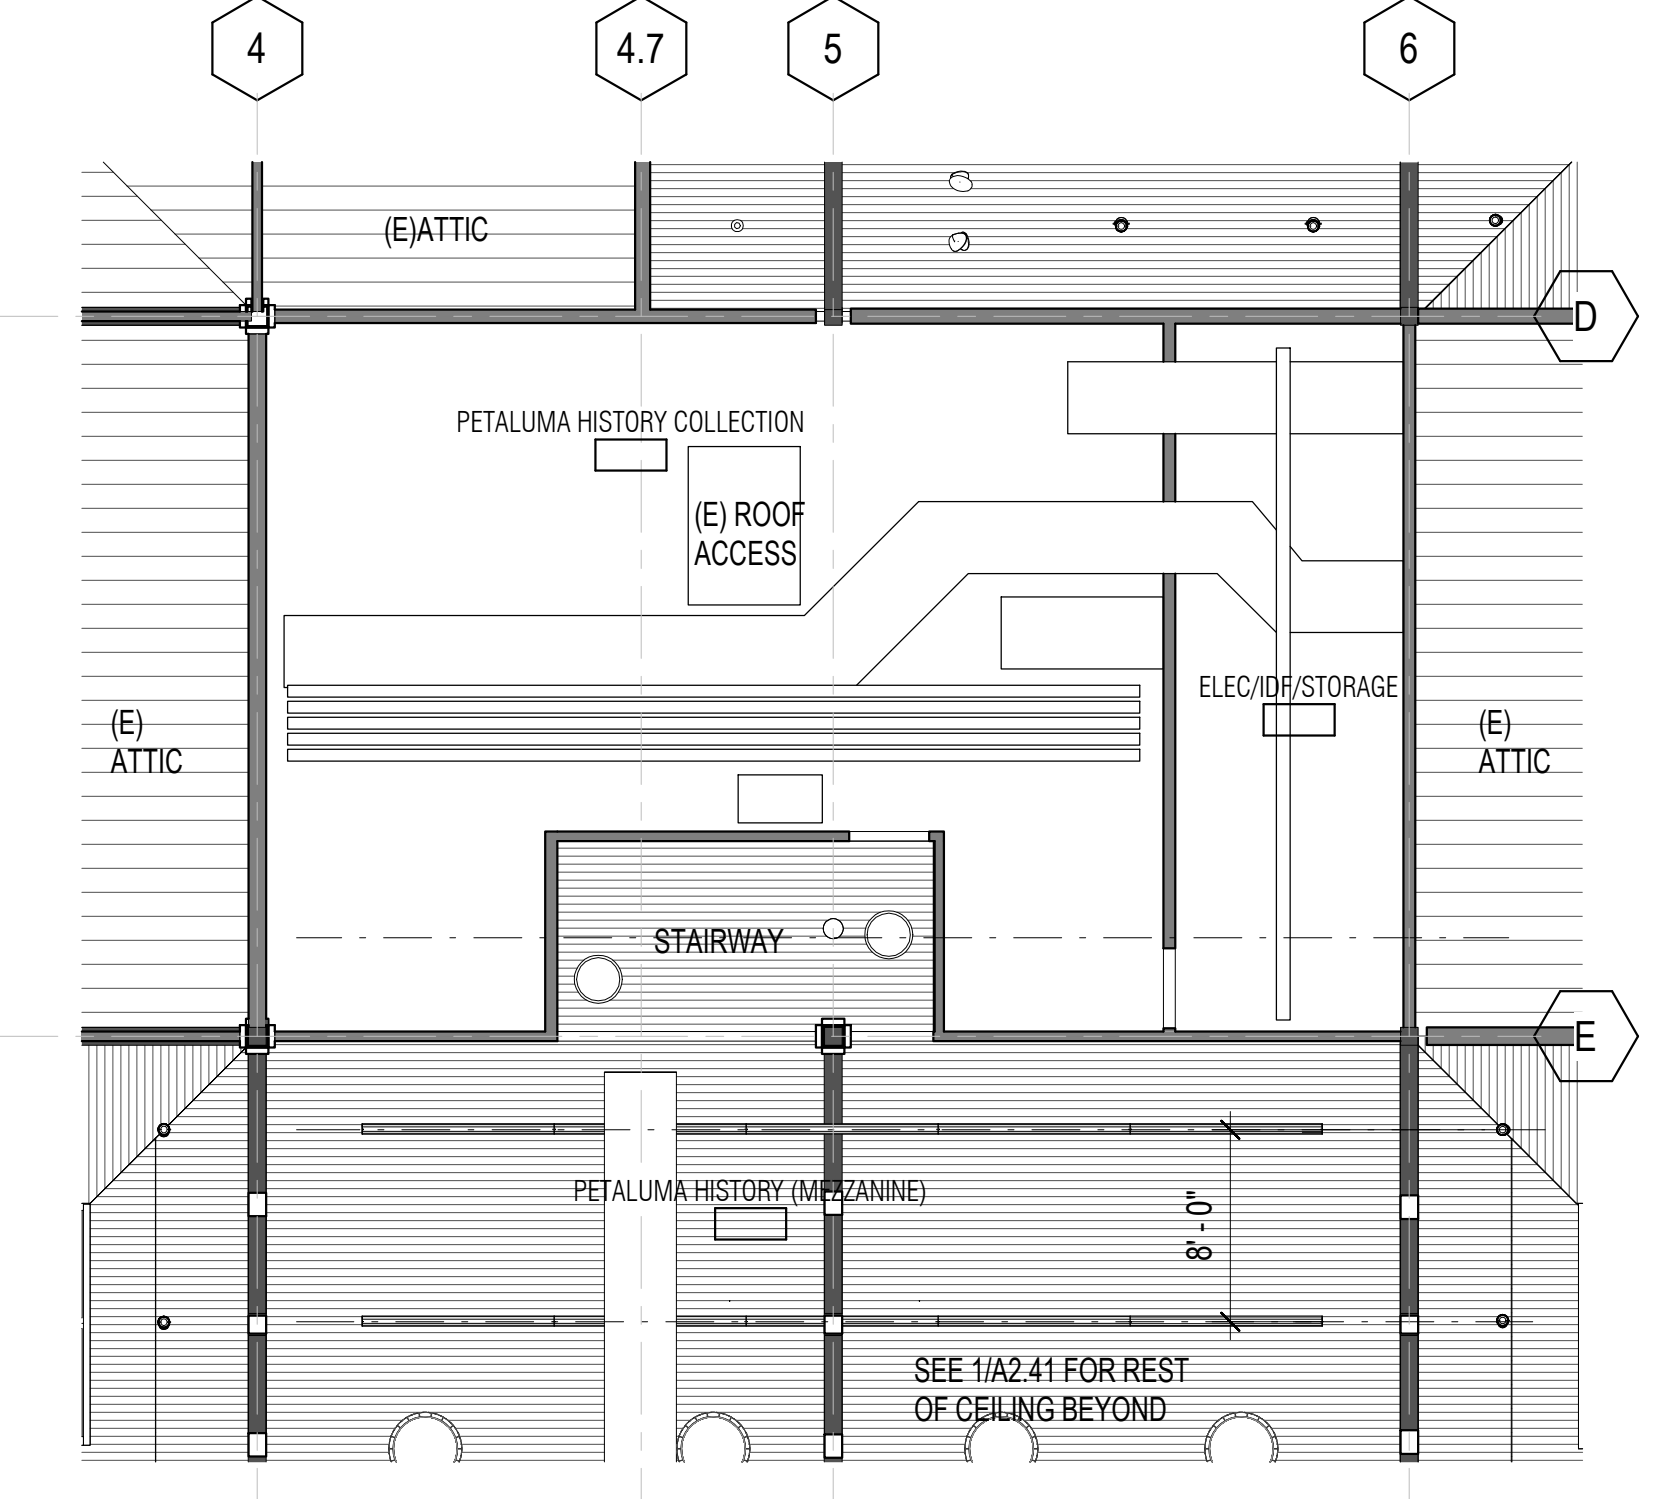 4
4.7
5
6
(E)ATTIC
D
PETALUMA HISTORY COLLECTION
(E) ROOF
ACCESS
ELEC/IDF/STORAGE
(E)
ATTIC
(E)
ATTIC
STAIRWAY
E
PETALUMA HISTORY (MEZZANINE)
8' - 0"
SEE 1/A2.41 FOR REST
OF CEILING BEYOND